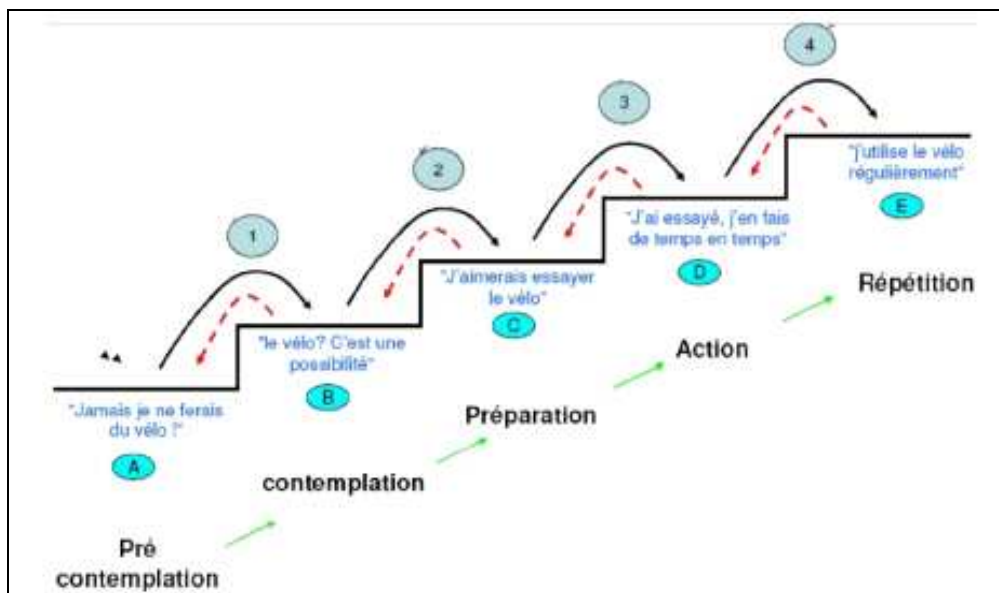 4
3
2
1
"j'utilise le vélo
régulièrement"
E
"J'ai essayé, j'en fais
de temps en temps"
D
"J'aimerais essayer
le vélo"
C
"le vélo? C'est une
possibilité"
B
"Jamais je ne ferais
du vélo !"
A
Répétition
Action
Préparation
contemplation
Pré
contemplation